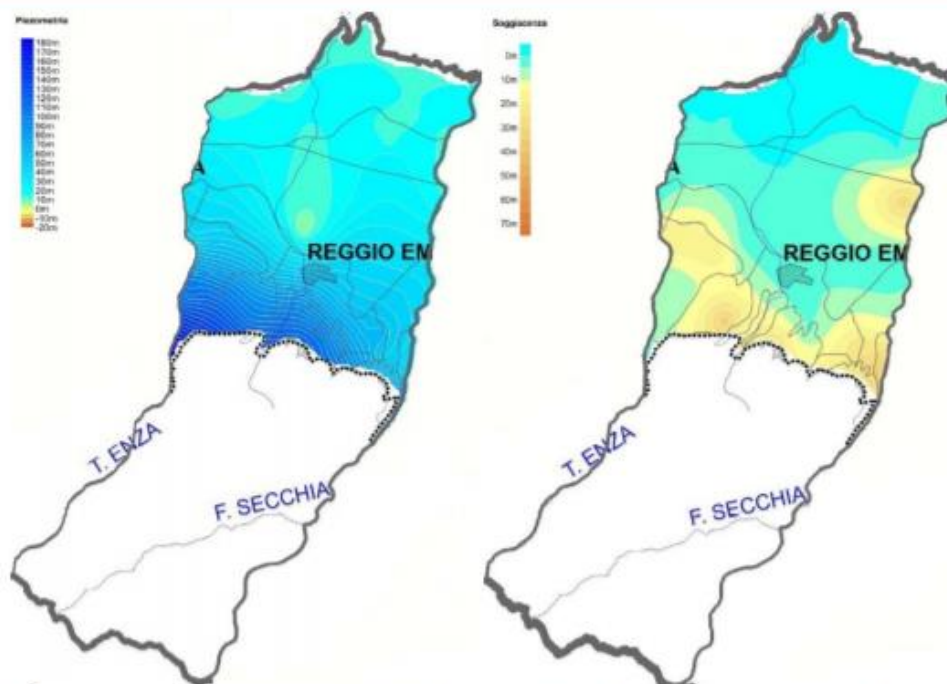 Piezometria
180m
170m
160m
150m
140m
130m
120m
110m
100m
90m
80m
70m
60m
50m
40m
30m
20m
10m
0m
-10m
-20m
A
REGGIO EM
T. ENZA
F. SECCHIA
Soggiacenza
0m
10m
20m
30m
40m
50m
60m
70m
A
REGGIO EM
T. ENZA
F. SECCHIA